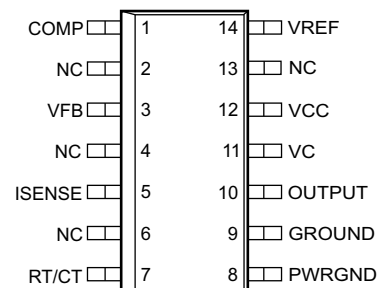 COMP 1 14 VREF
NC 2 13 NC
VFB 3 12 VCC
NC 4 11 VC
ISENSE 5 10 OUTPUT
NC 6 9 GROUND
RT/CT 7 8 PWRGND